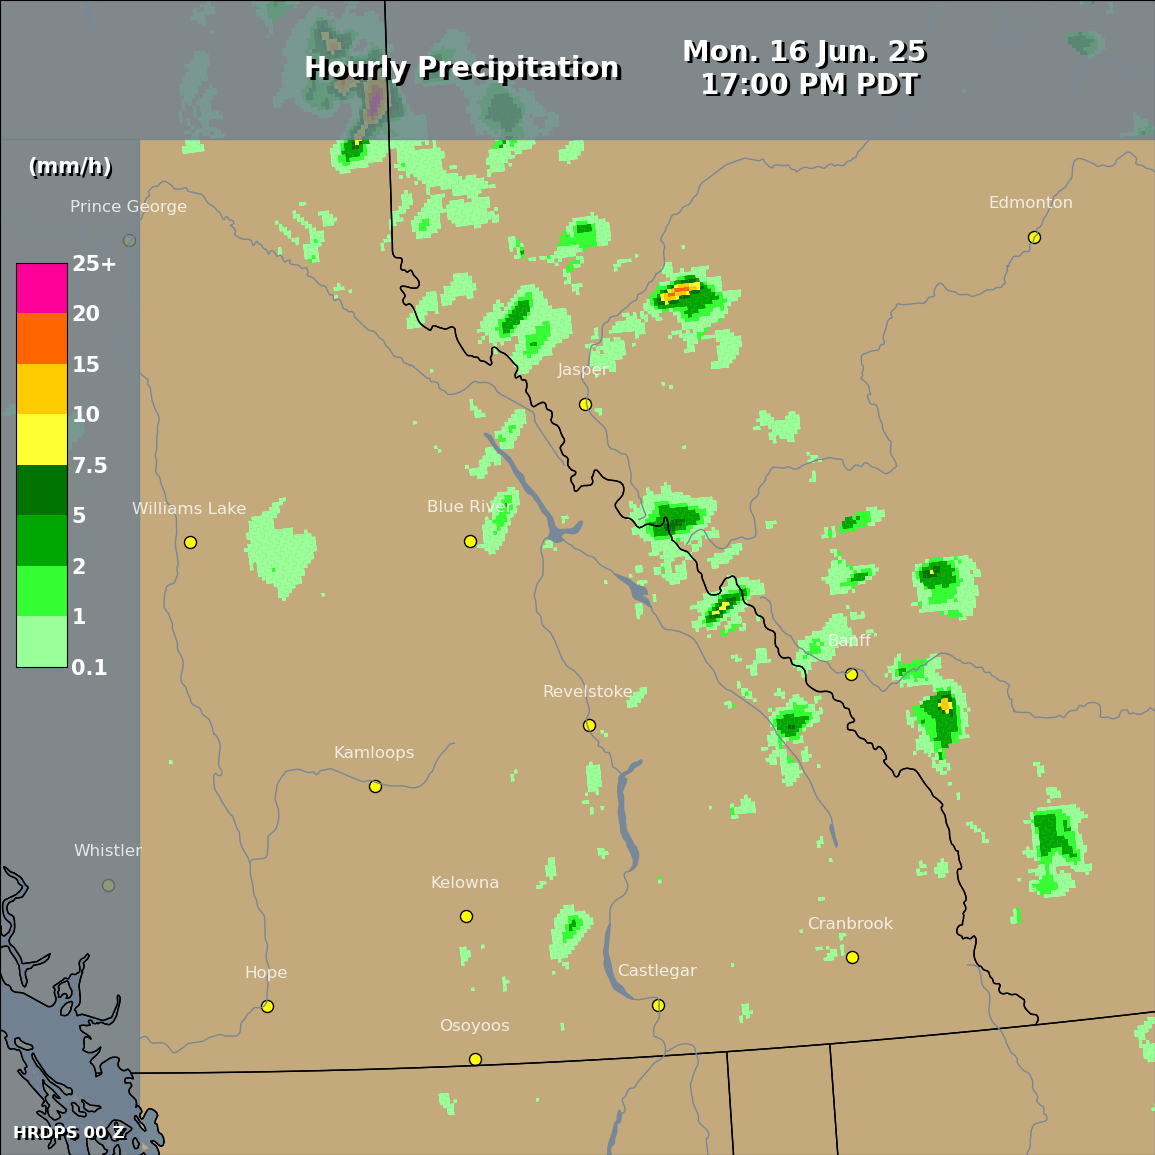 Hourly Precipitation
Mon. 16 Jun. 25
17:00 PM PDT
(mm/h)
Prince George
Edmonton
25+
20
15
10
7.5
5
2
1
0.1
Jasper
Williams Lake
Blue River
Banff
Revelstoke
Kamloops
Whistler
Kelowna
Cranbrook
Hope
Castlegar
Osoyoos
HRDPS 00 Z